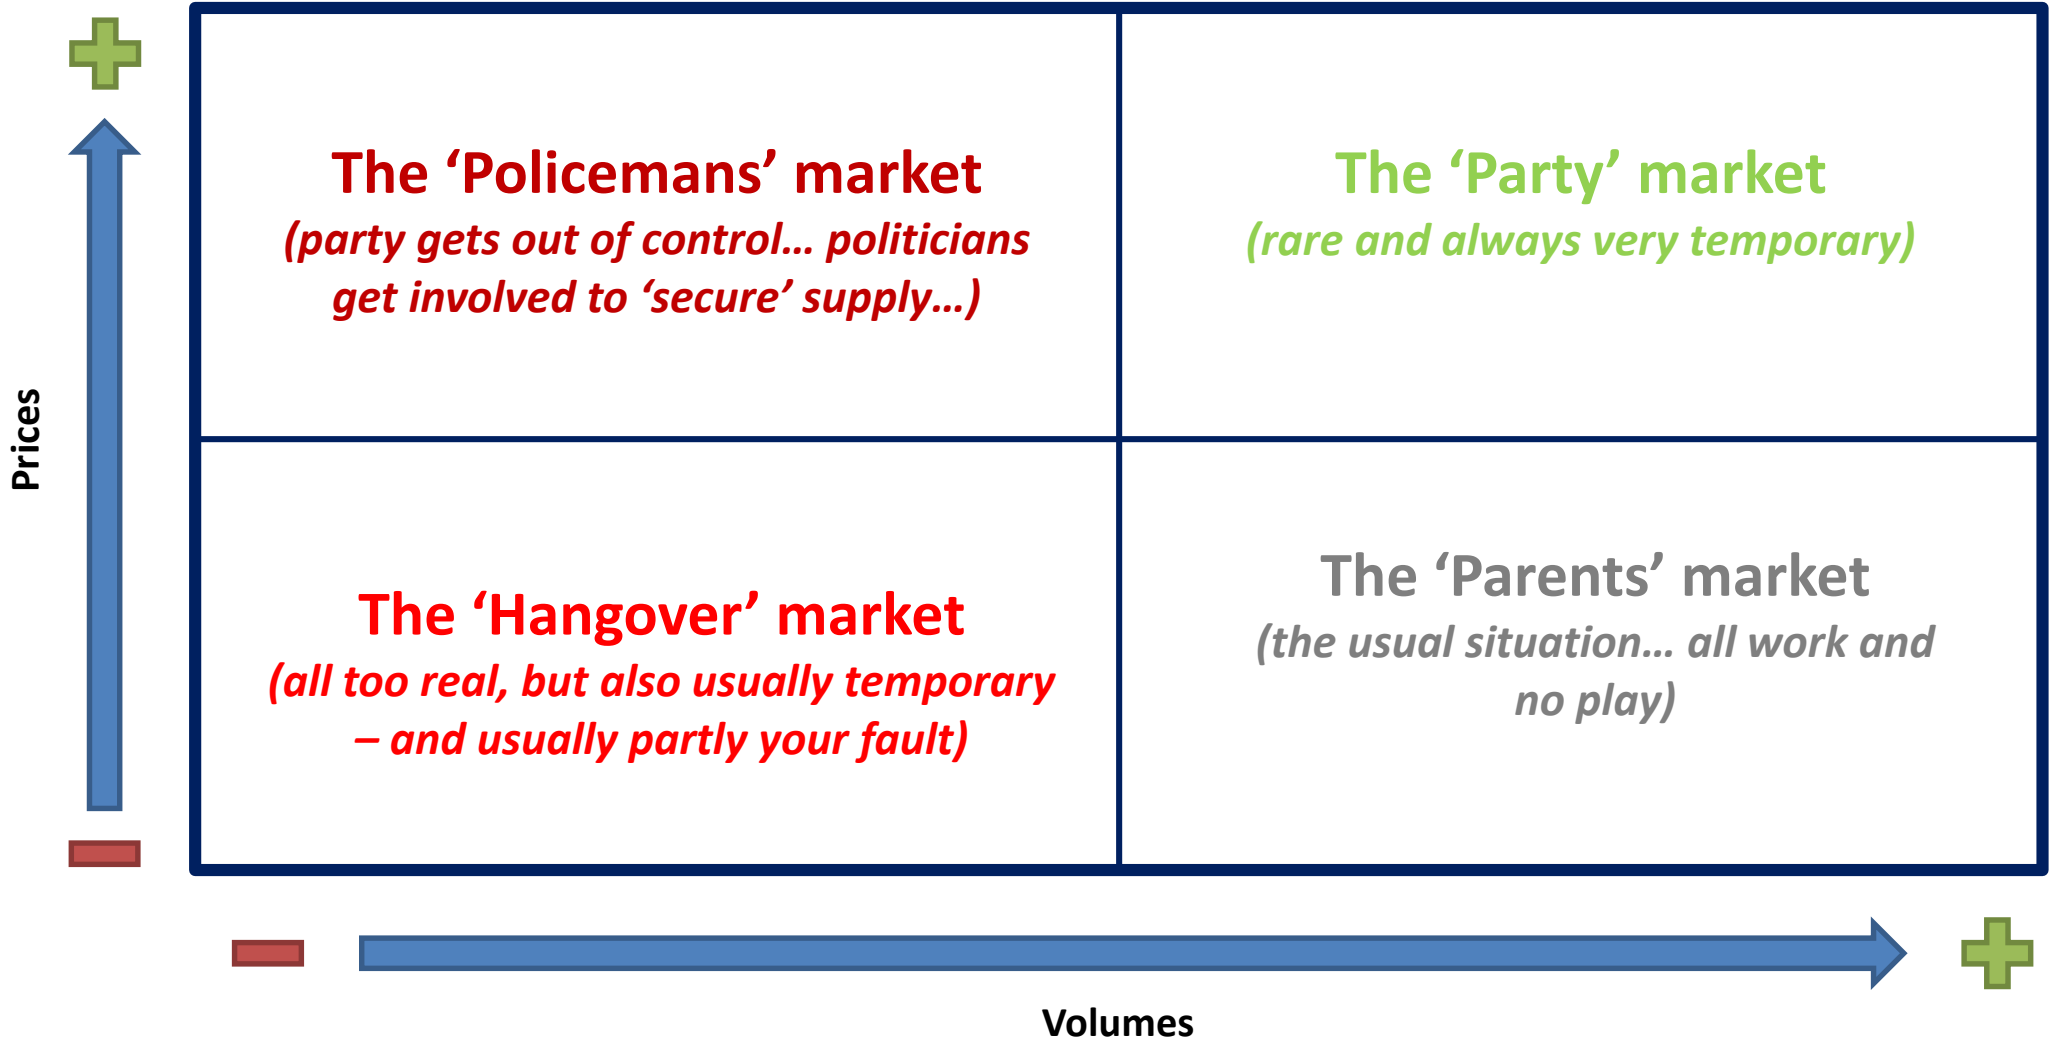 The ‘Policemans’ market
(party gets out of control… politicians
get involved to ‘secure’ supply…)
The ‘Party’ market
(rare and always very temporary)
Prices
The ‘Hangover’ market
(all too real, but also usually temporary
– and usually partly your fault)
The ‘Parents’ market
(the usual situation… all work and
no play)
Volumes